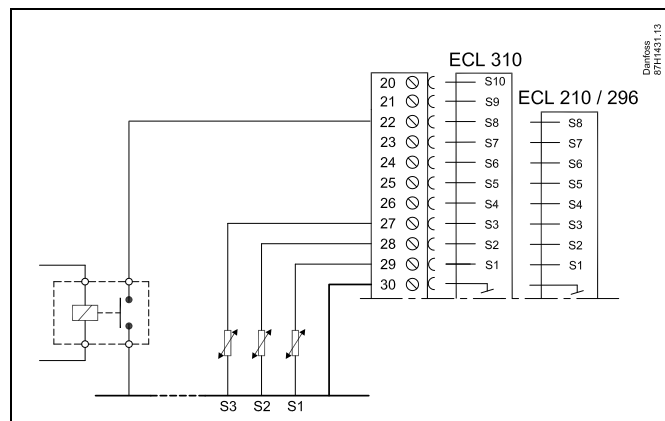 Danfoss
87H1431.13
ECL 310
ECL 210 / 296
20 S10
21 S9
22 S8 S8
23 S7 S7
24 S6 S6
25 S5 S5
26 S4 S4
27 S3 S3
28 S2 S2
29 S1 S1
30
S3 S2 S1